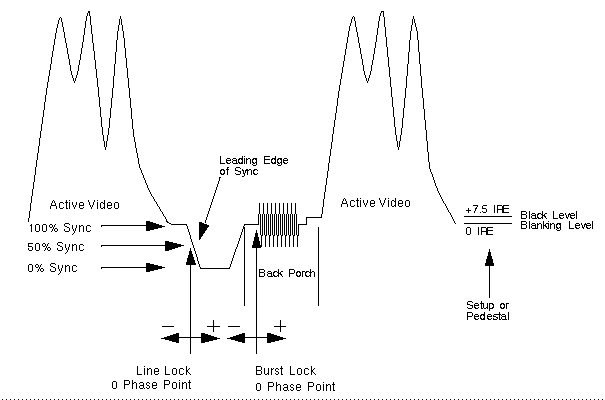 Leading Edge
of Sync
Active Video
100% Sync
50% Sync
0% Sync
Active Video
+7.5 IRE
0 IRE
Black Level
Blanking Level
Back Porch
Setup or
Pedestal
− +
− +
Line Lock
0 Phase Point
Burst Lock
0 Phase Point